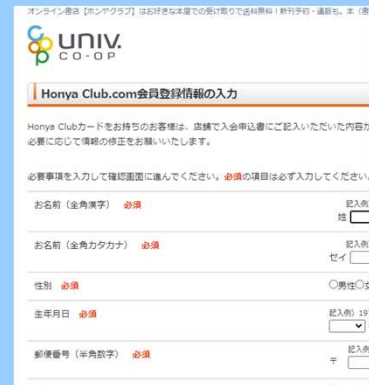 オンライン書店【ホンヤクラブ】はお好きな本屋での受け取りで送料無料！新刊予約・通販も。本（書
univ.
CO-OP
Honya Club.com会員登録情報の入力
Honya Clubカードをお持ちのお客様は、店舗で入会申込書にご記入いただいた内容が
必要に応じて情報の修正をお願いいたします。
必要事項を入力して確認画面に進んでください。必須の項目は必ず入力してください。
お名前（全角漢字） 必須
記入例
姓
お名前（全角カタカナ） 必須
記入例
セイ
性別 必須
男性
生年月日 必須
記入例）19
郵便番号（半角数字） 必須
記入例
〒